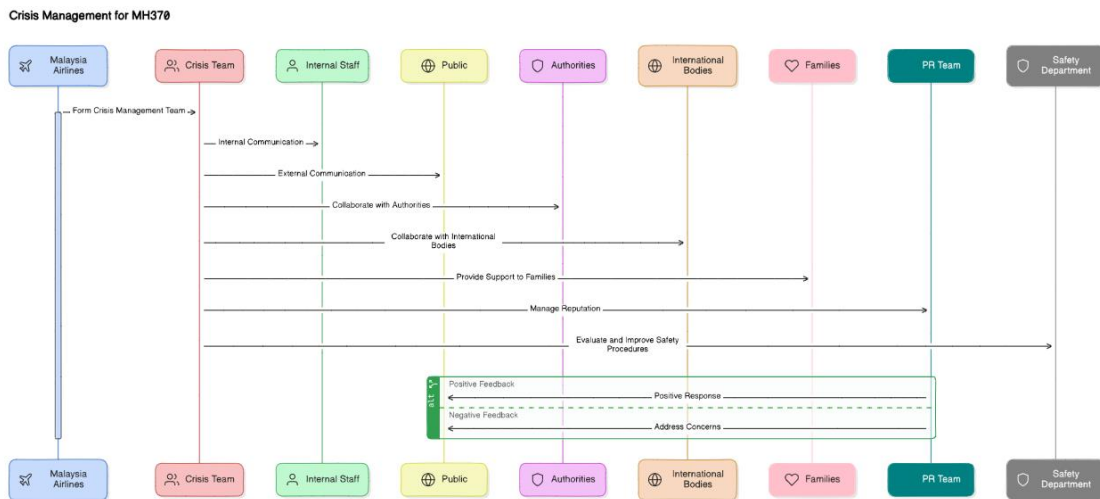 Crisis Management for MH370
Malaysia
Airlines
Crisis Team
Internal Staff
Public
Authorities
International
Bodies
Families
PR Team
Safety
Department
Form Crisis Management Team
Internal Communication
External Communication
Collaborate with Authorities
Collaborate with International
Bodies
Provide Support to Families
Manage Reputation
Evaluate and Improve Safety
Procedures
alt
Positive Feedback
Positive Response
Negative Feedback
Address Concerns
Malaysia
Airlines
Crisis Team
Internal Staff
Public
Authorities
International
Bodies
Families
PR Team
Safety
Department